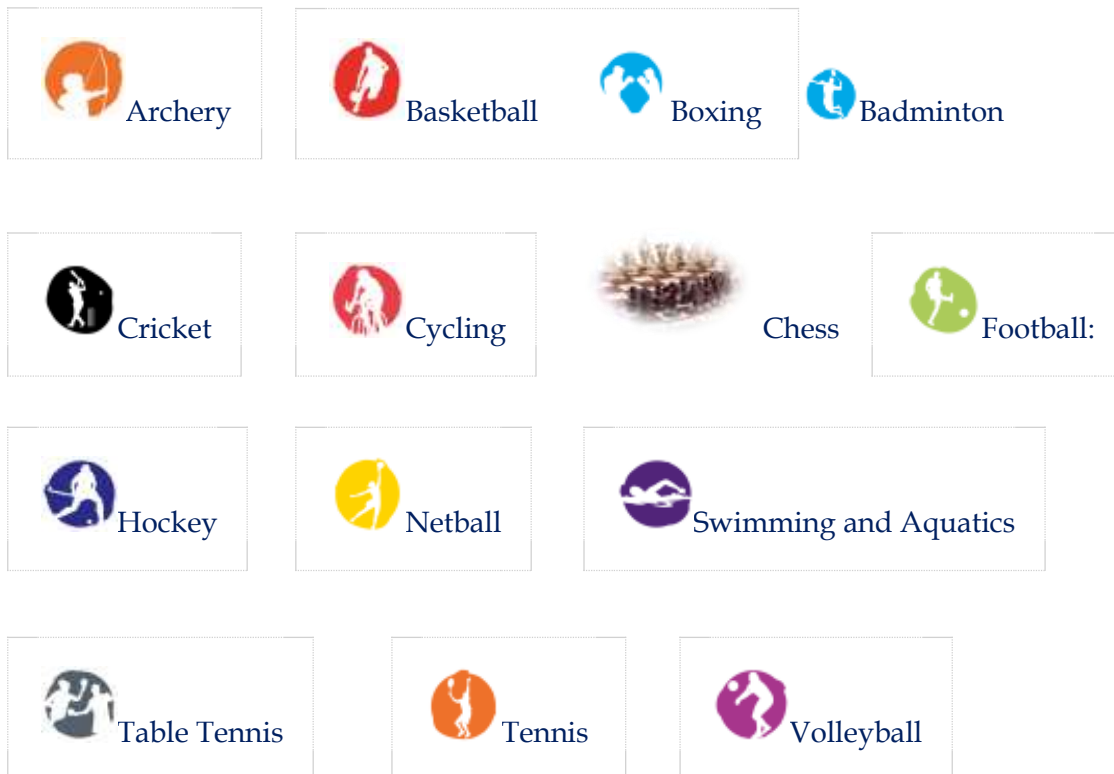 Archery Basketball Boxing Badminton
Cricket Cycling Chess Football:
Hockey Netball Swimming and Aquatics
Table Tennis Tennis Volleyball